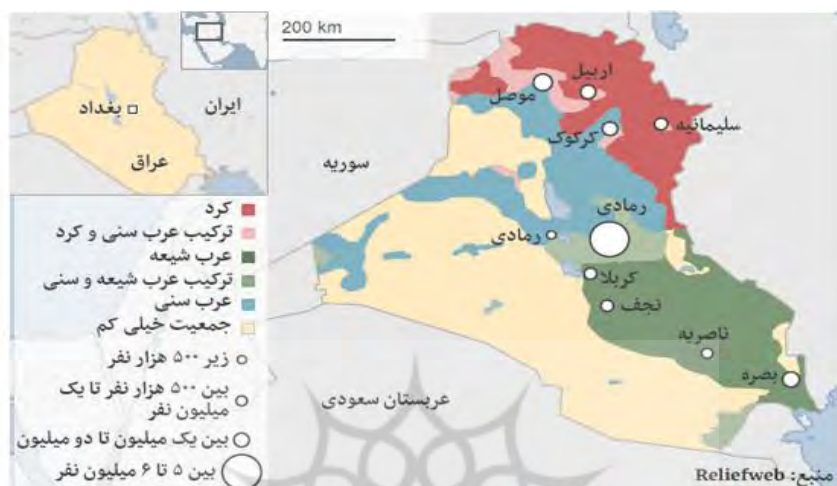 200 km
ایران
بغداد
عراق
سوریه
عربستان سعودی
اربیل
موصل
سلیمانیه
کرکوک
رمادی
رمادی
کربلا
نجف
ناصریه
بصره
کرد
ترکیب عرب سنی و کرد
عرب شیعه
ترکیب عرب شیعه و سنی
عرب سنی
جمعیت خیلی کم
زیر ۵۰۰ هزار نفر
بین ۵۰۰ هزار نفر تا یک
میلیون نفر
بین یک میلیون تا دو میلیون
بین ۵ تا ۶ میلیون نفر
منبع: Reliefweb